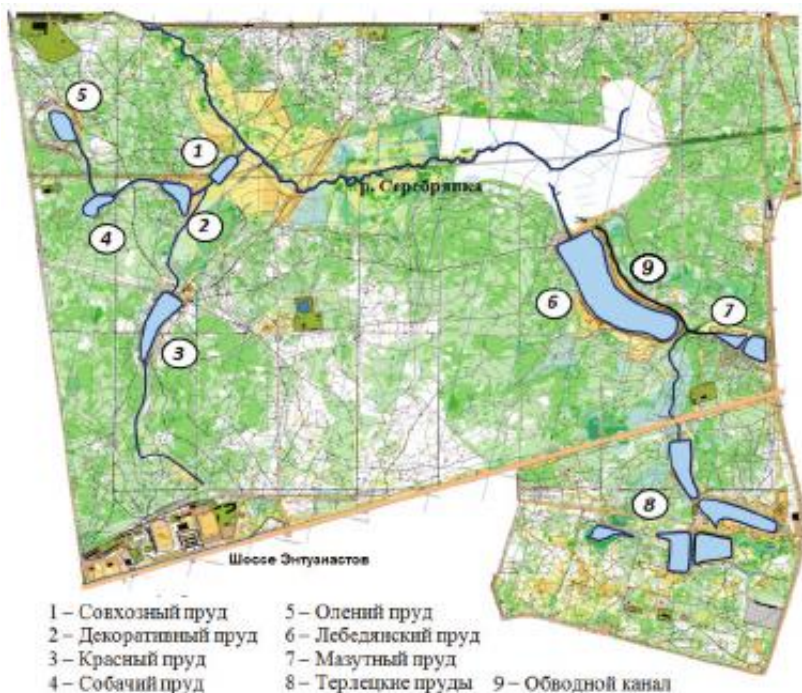 5
1
р. Серебрянка
4
2
9
6
7
3
8
Шоссе Энтузиастов
1 – Совхозный пруд
2 – Декоративный пруд
3 – Красный пруд
4 – Собачий пруд
5 – Олений пруд
6 – Лебедянский пруд
7 – Мазутный пруд
8 – Терлецкие пруды
9 – Обводной канал